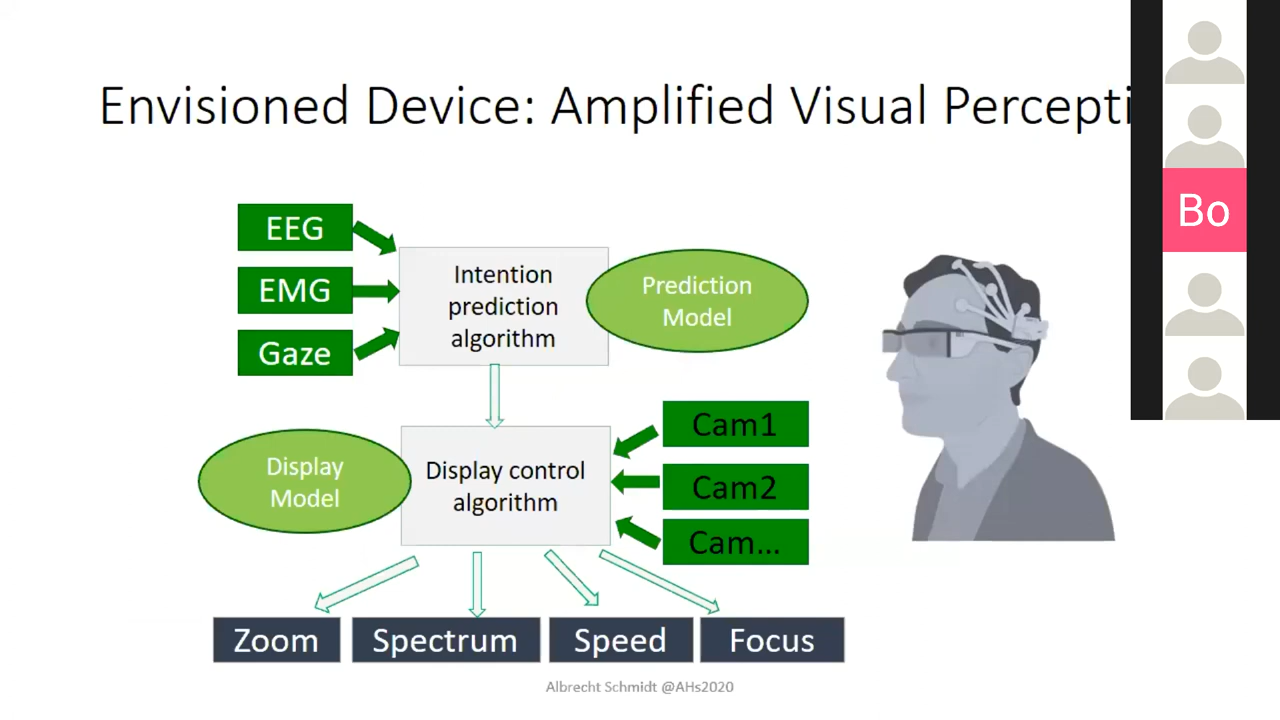 Envisioned Device: Amplified Visual Percepti
Bo
EEG
EMG
Gaze
Intention
prediction
algorithm
Prediction
Model
Display
Model
Display control
algorithm
Cam1
Cam2
Cam...
Zoom
Spectrum
Speed
Focus
Albrecht Schmidt @AHs2020